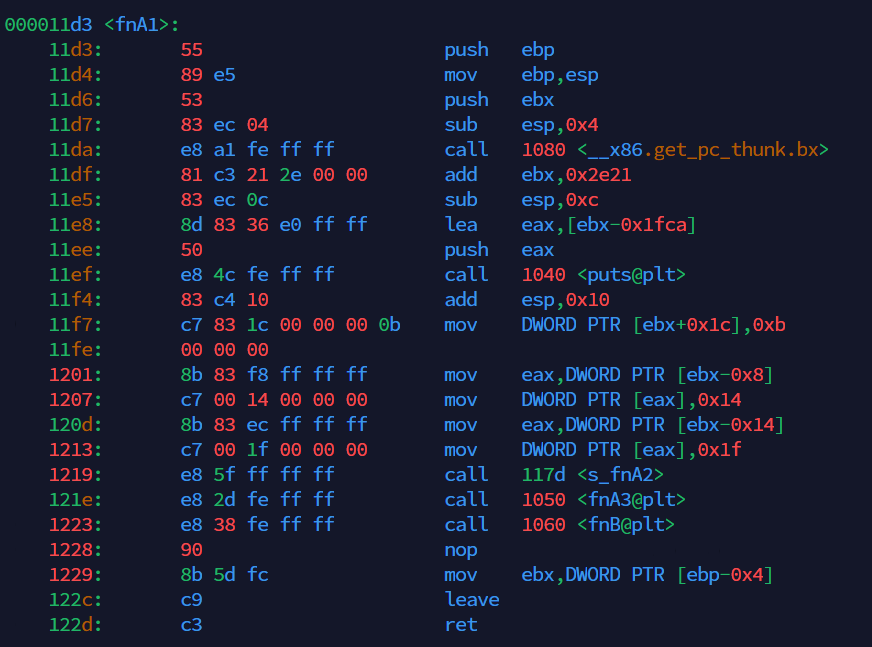 000011d3 <fnA1>:
    11d3:       55                      push   ebp
    11d4:       89 e5                   mov    ebp,esp
    11d6:       53                      push   ebx
    11d7:       83 ec 04                sub    esp,0x4
    11da:       e8 a1 fe ff ff          call   1080 <__x86.get_pc_thunk.bx>
    11df:       81 c3 21 2e 00 00       add    ebx,0x2e21
    11e5:       83 ec 0c                sub    esp,0xc
    11e8:       8d 83 36 e0 ff ff       lea    eax,[ebx-0x1fca]
    11ee:       50                      push   eax
    11ef:       e8 4c fe ff ff          call   1040 <puts@plt>
    11f4:       83 c4 10                add    esp,0x10
    11f7:       c7 83 1c 00 00 00 0b    mov    DWORD PTR [ebx+0x1c],0xb
    11fe:       00 00 00
    1201:       8b 83 f8 ff ff ff       mov    eax,DWORD PTR [ebx-0x8]
    1207:       c7 00 14 00 00 00       mov    DWORD PTR [eax],0x14
    120d:       8b 83 ec ff ff ff       mov    eax,DWORD PTR [ebx-0x14]
    1213:       c7 00 1f 00 00 00       mov    DWORD PTR [eax],0x1f
    1219:       e8 5f ff ff ff          call   117d <s_fnA2>
    121e:       e8 2d fe ff ff          call   1050 <fnA3@plt>
    1223:       e8 38 fe ff ff          call   1060 <fnB@plt>
    1228:       90                      nop
    1229:       8b 5d fc                mov    ebx,DWORD PTR [ebp-0x4]
    122c:       c9                      leave
    122d:       c3                      ret